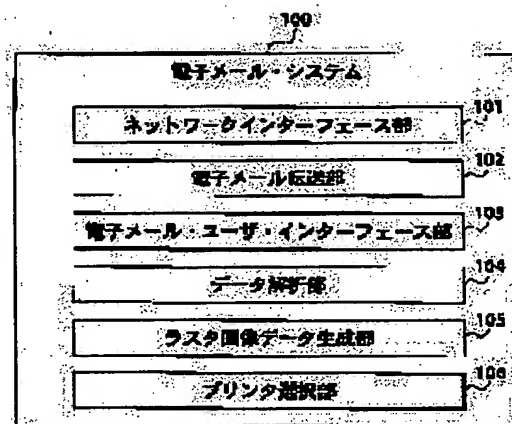 100
電子メール・システム
101
ネットワークインターフェース部
102
電子メール転送部
103
電子メール・ユーザ・インターフェース部
104
データ解析部
105
ラスタ画像データ生成部
106
プリンタ選択部